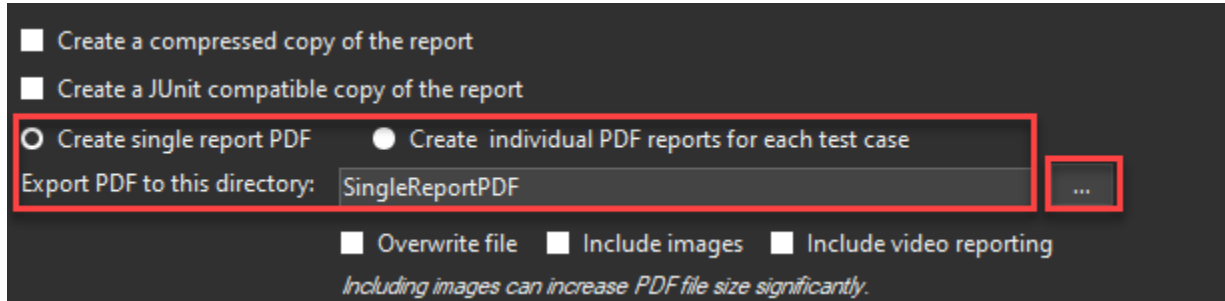 Create a compressed copy of the report
Create a JUnit compatible copy of the report
Create single report PDF Create individual PDF reports for each test case
Export PDF to this directory: SingleReportPDF ...
Overwrite file Include images Include video reporting
Including images can increase PDF file size significantly.